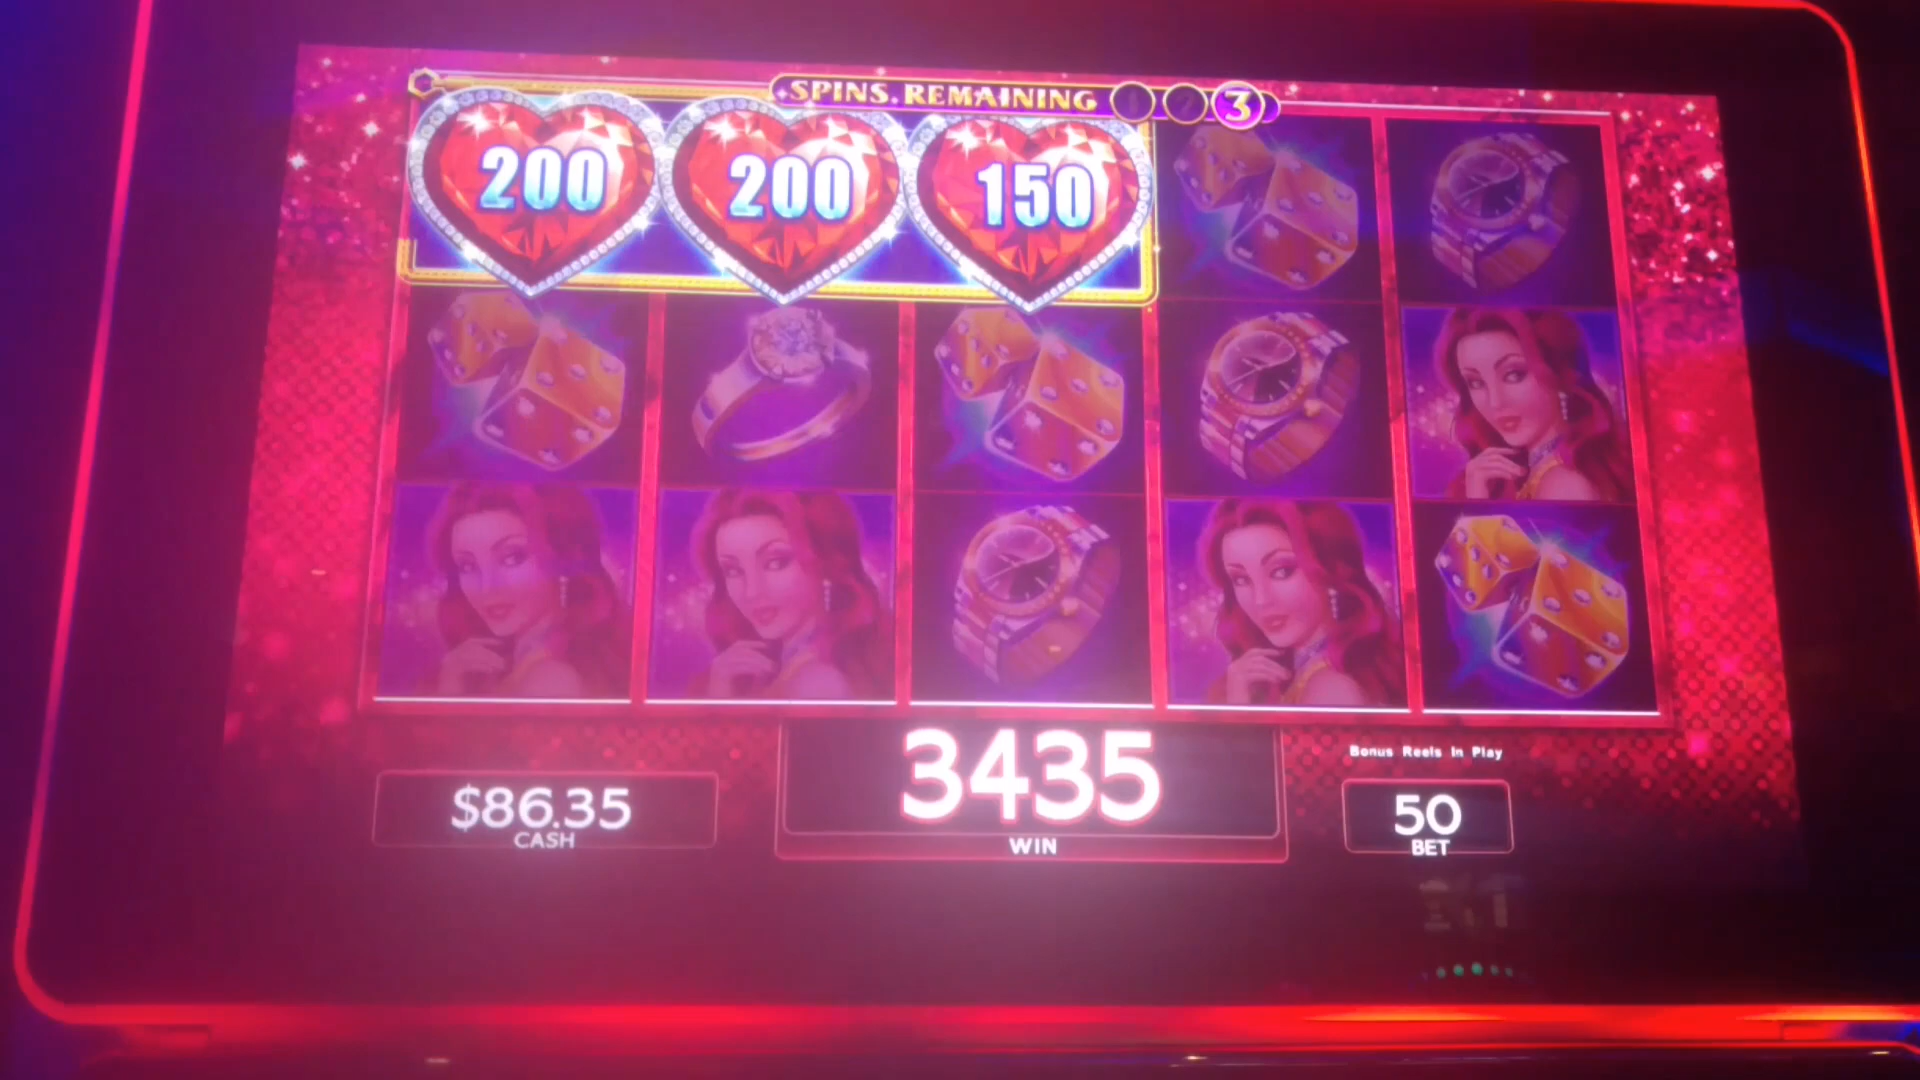 SPINS REMAINING 3
200 200 150
3435
WIN
Bonus Reels In Play
$86.35
CASH
50
BET